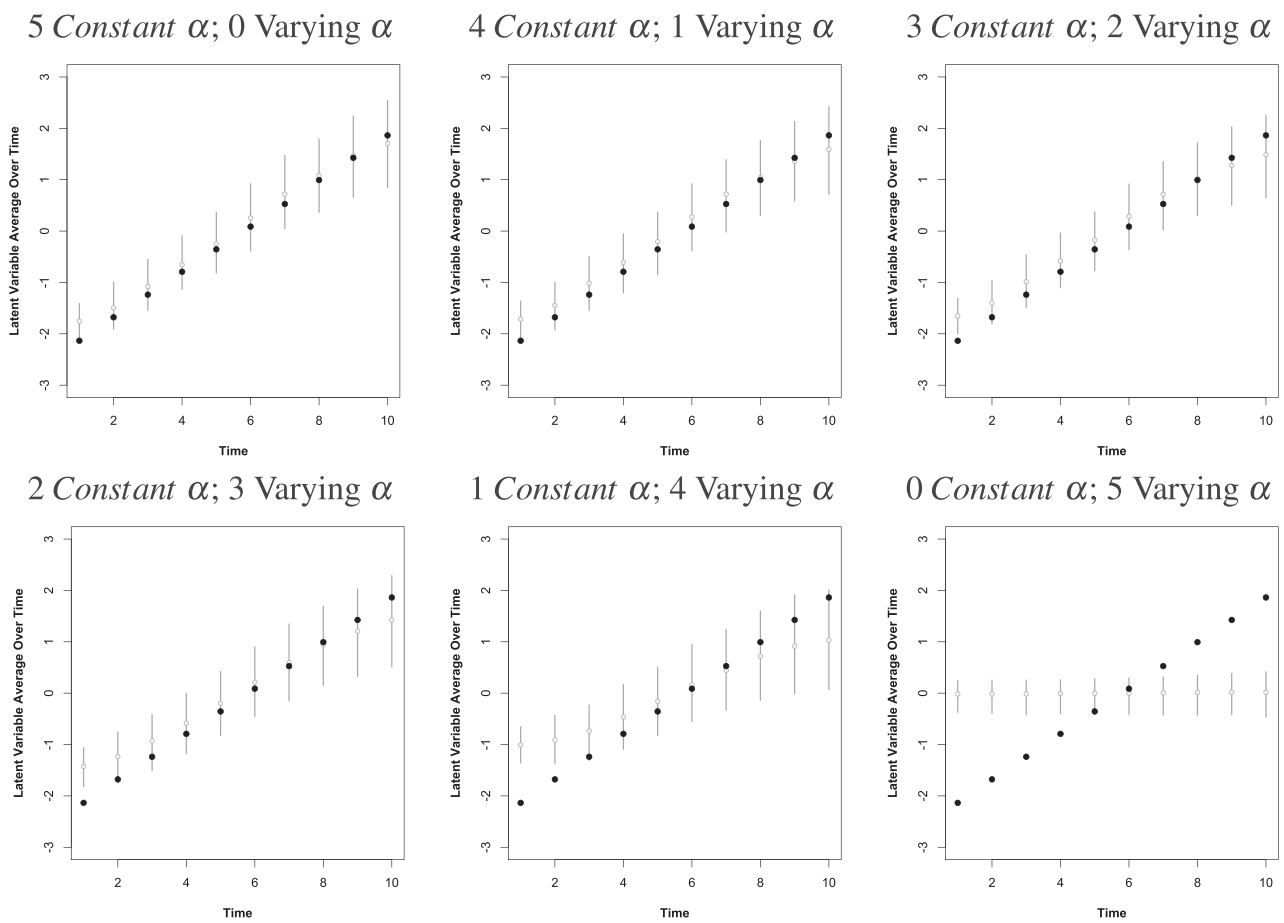 5 Constant α; 0 Varying α
4 Constant α; 1 Varying α
3 Constant α; 2 Varying α
Latent Variable Average Over Time
3
2
1
0
-1
-2
-3
2 4 6 8 10
Time
Latent Variable Average Over Time
3
2
1
0
-1
-2
-3
2 4 6 8 10
Time
Latent Variable Average Over Time
3
2
1
0
-1
-2
-3
2 4 6 8 10
Time
2 Constant α; 3 Varying α
1 Constant α; 4 Varying α
0 Constant α; 5 Varying α
Latent Variable Average Over Time
3
2
1
0
-1
-2
-3
2 4 6 8 10
Time
Latent Variable Average Over Time
3
2
1
0
-1
-2
-3
2 4 6 8 10
Time
Latent Variable Average Over Time
3
2
1
0
-1
-2
-3
2 4 6 8 10
Time